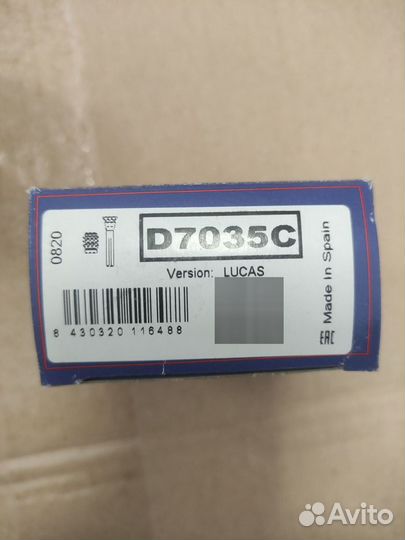 0820
D7035C
Version: LUCAS
8 430320 116488
Made In Spain
EAC
Avito